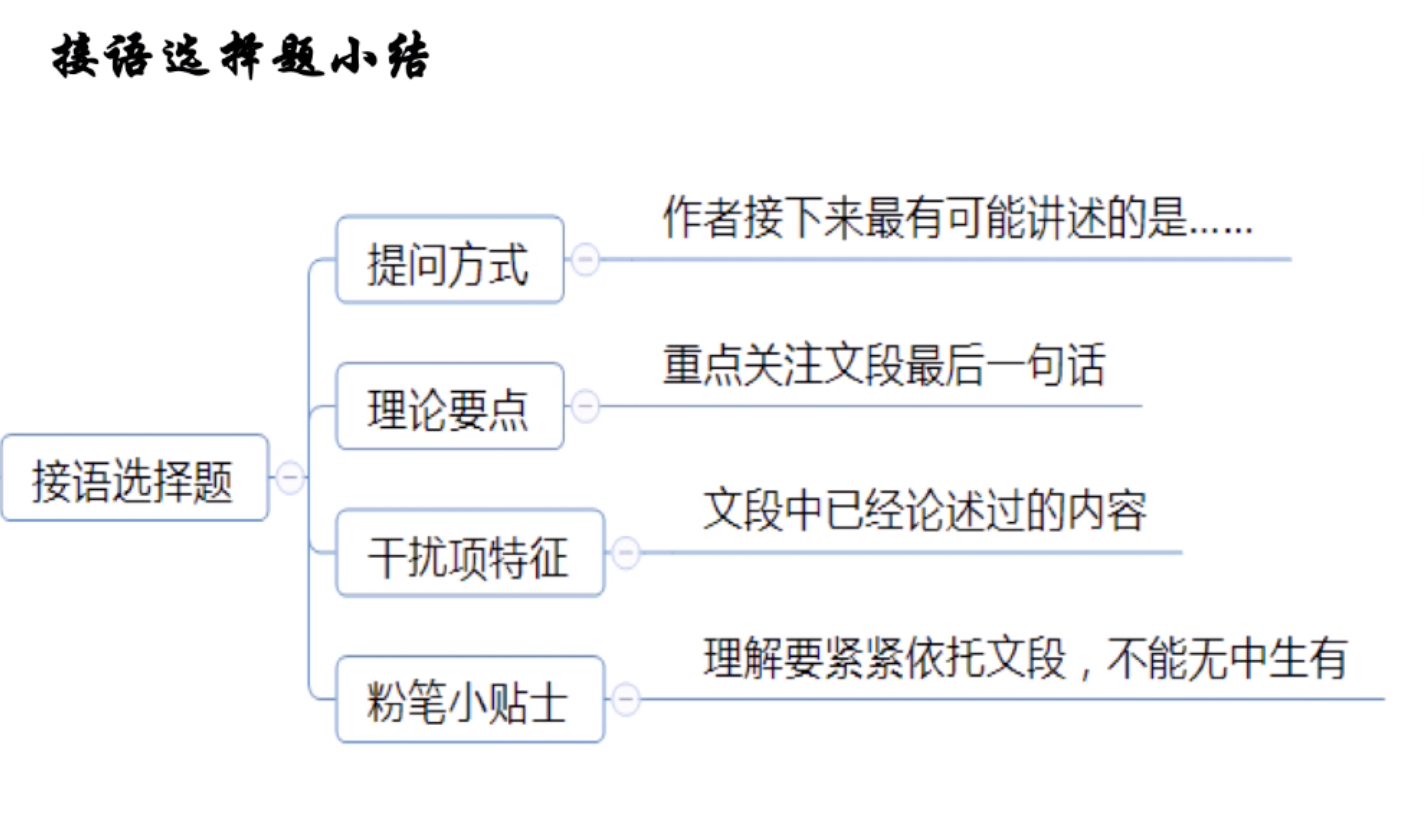 接语选择题小结
作者接下来最有可能讲述的是……
提问方式
重点关注文段最后一句话
理论要点
接语选择题
文段中已经论述过的内容
干扰项特征
理解要紧紧依托文段，不能无中生有
粉笔小贴士